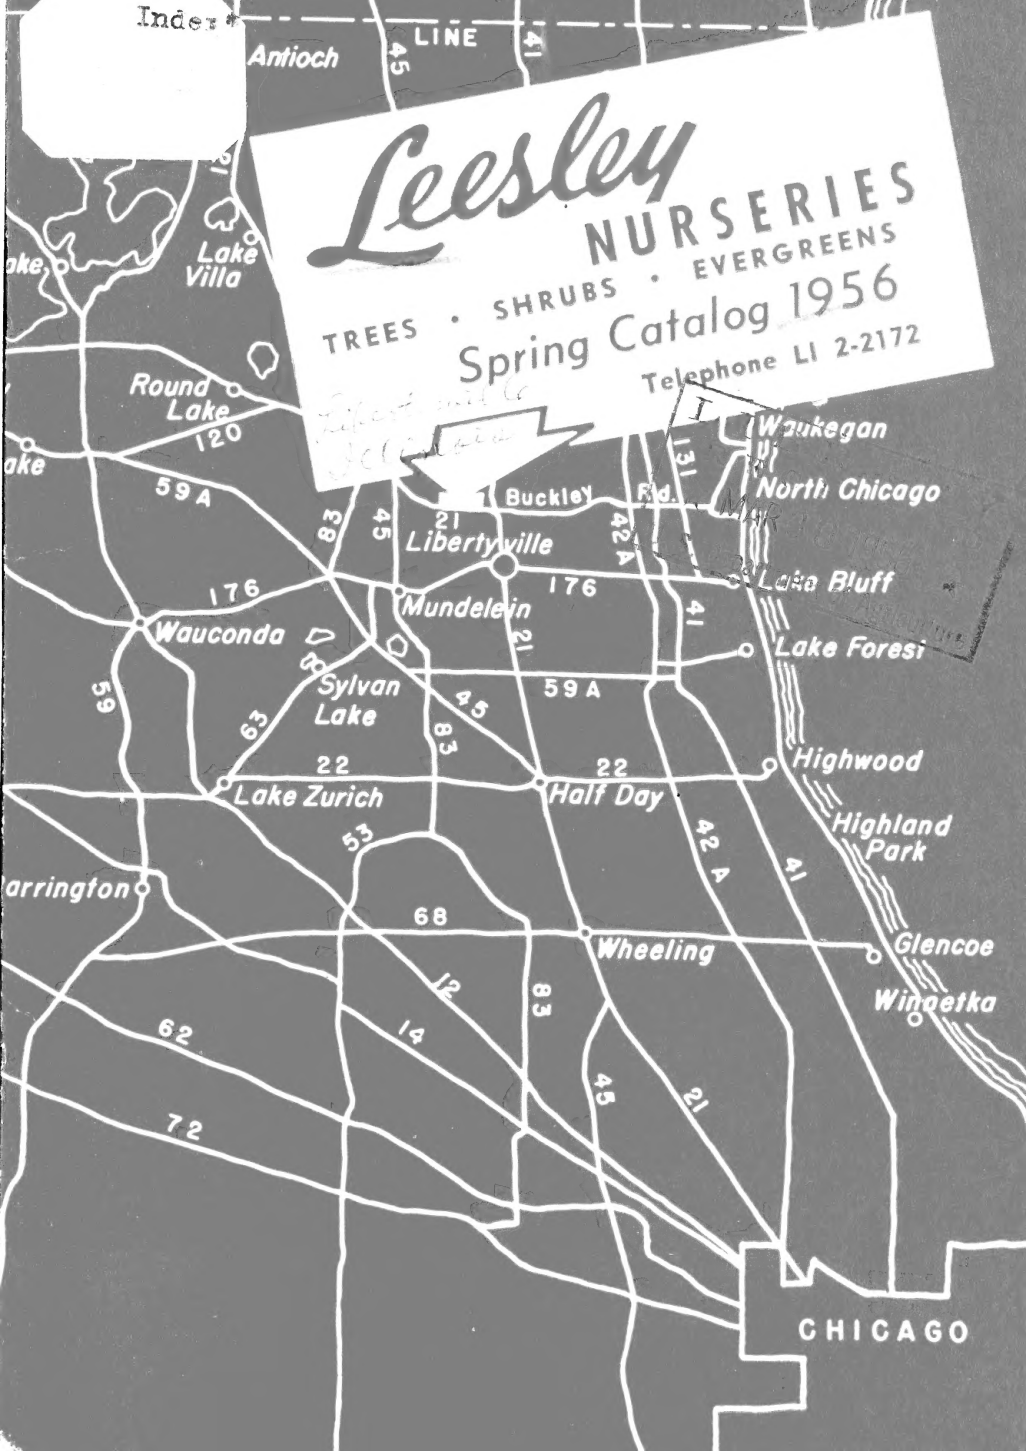 Index*
LINE
Antioch
45
41
Leesley
NURSERIES
TREES · SHRUBS · EVERGREENS
Spring Catalog 1956
Telephone LI 2-2172
Lake
Villa
Round
Lake
120
59 A
I
131
Waukegan
North Chicago
Buckley Rd.
21
83
45
42 A
Libertyville
176
Lake Bluff
176
Mundelein
41
Wauconda
21
Lake Forest
59
Sylvan
Lake
59 A
45
63
83
22
22
Highwood
Lake Zurich
Half Day
Highland
Park
53
42 A
41
arrington
68
Wheeling
Glencoe
Winnetka
12
83
14
62
45
21
72
CHICAGO